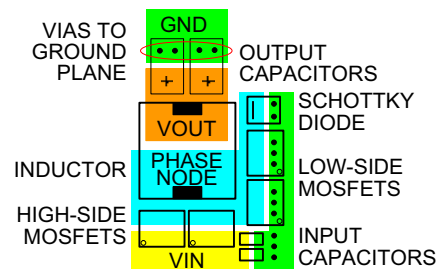 GND
VIAS TO
GROUND
PLANE
OUTPUT
CAPACITORS
+ +
SCHOTTKY
DIODE
VOUT
INDUCTOR
PHASE
NODE
LOW-SIDE
MOSFETS
HIGH-SIDE
MOSFETS
INPUT
CAPACITORS
VIN